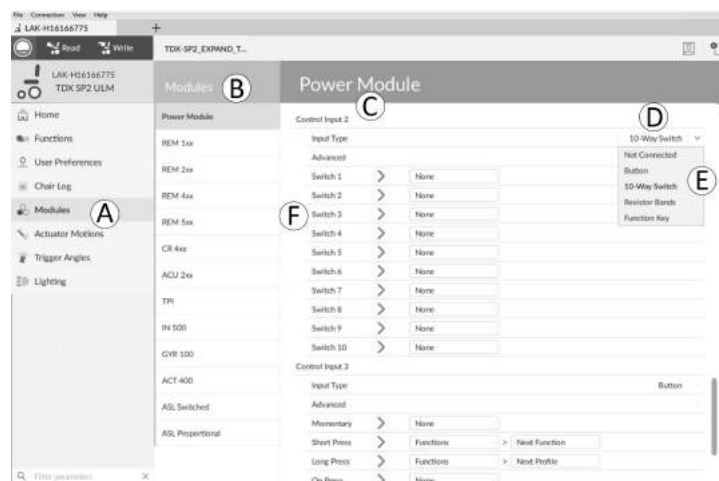 File Connection View Help
LAK-H16166775 +
Read Write TDX-SP2_EXPAND_T...
LAK-H16166775
TDX SP2 ULM
Modules B
Power Module
Home
Functions
User Preferences
Chair Log
Modules A
Actuator Motions
Trigger Angles
Lighting
Filter parameters X
Power Module
REM 1xx
REM 2xx
REM 4xx
REM 5xx
CR 4xx
ACU 2xx
TPI
IN 500
GYR 100
ACT 400
ASL Switched
ASL Proportional
C
Control Input 2
D
Input Type 10-Way Switch
Advanced
Not Connected
Button
10-Way Switch E
Resistor Bands
Function Key
Switch 1 > None
Switch 2 > None
F Switch 3 > None
Switch 4 > None
Switch 5 > None
Switch 6 > None
Switch 7 > None
Switch 8 > None
Switch 9 > None
Switch 10 > None
Control Input 3
Input Type Button
Advanced
Momentary > None
Short Press > Functions > Next Function
Long Press > Functions > Next Profile
On Press > None